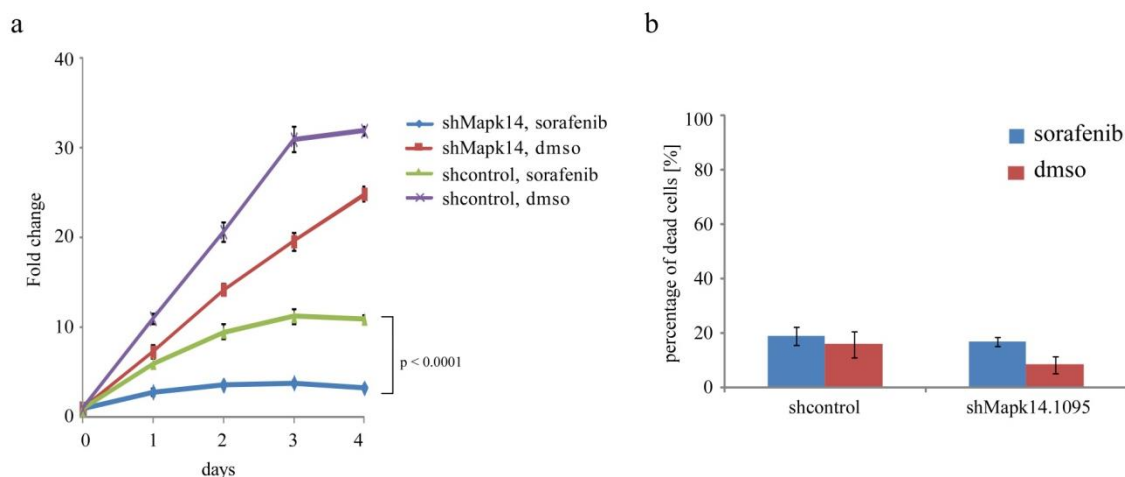 a
40
30
20
10
0
Fold change
0 1 2 3 4
days
shMapk14, sorafenib
shMapk14, dmso
shcontrol, sorafenib
shcontrol, dmso
p < 0.0001
b
100
80
60
40
20
0
percentage of dead cells [%]
sorafenib
dmso
shcontrol shMapk14.1095